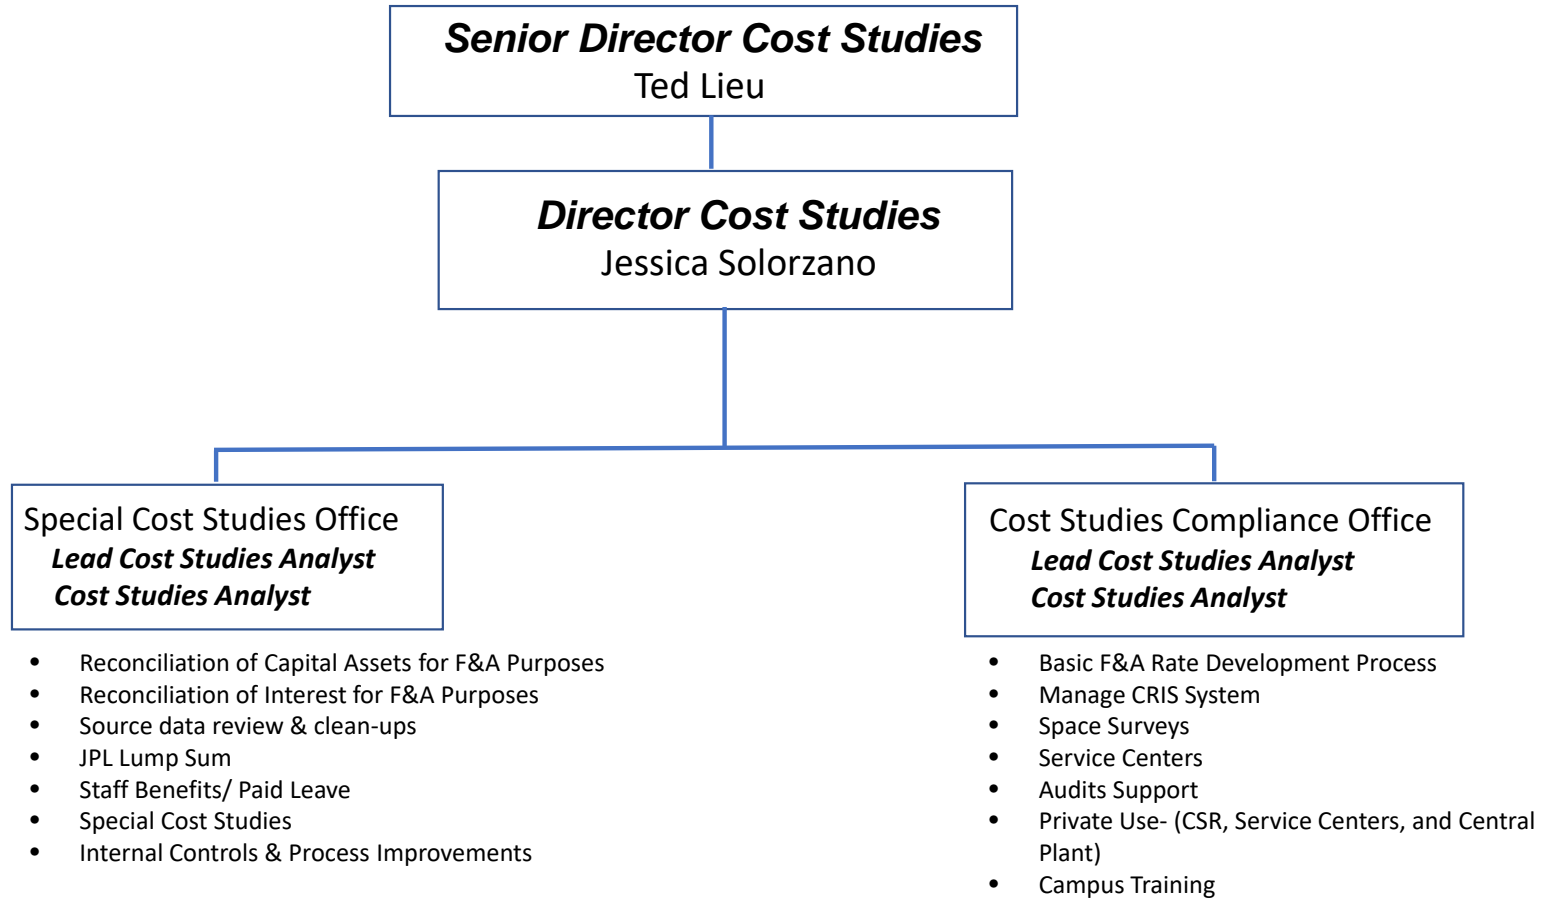 Senior Director Cost Studies
Ted Lieu
Director Cost Studies
Jessica Solorzano
Special Cost Studies Office
Lead Cost Studies Analyst
Cost Studies Analyst
• Reconciliation of Capital Assets for F&A Purposes
• Reconciliation of Interest for F&A Purposes
• Source data review & clean-ups
• JPL Lump Sum
• Staff Benefits/ Paid Leave
• Special Cost Studies
• Internal Controls & Process Improvements
Cost Studies Compliance Office
Lead Cost Studies Analyst
Cost Studies Analyst
• Basic F&A Rate Development Process
• Manage CRIS System
• Space Surveys
• Service Centers
• Audits Support
• Private Use- (CSR, Service Centers, and Central
Plant)
• Campus Training